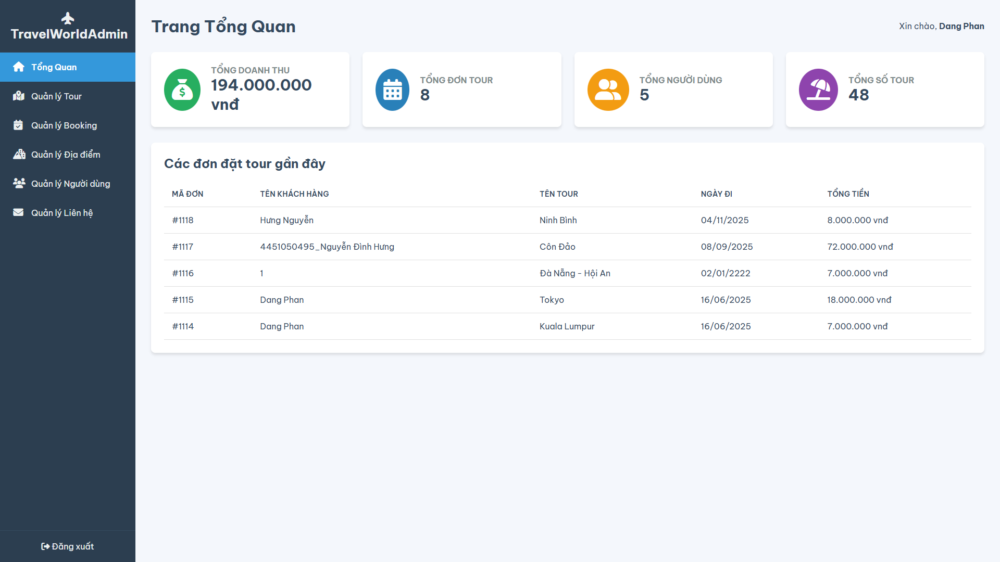 TravelWorldAdmin
Tổng Quan
Quản lý Tour
Quản lý Booking
Quản lý Địa điểm
Quản lý Người dùng
Quản lý Liên hệ
Đăng xuất
Trang Tổng Quan
Xin chào, Dang Phan
TỔNG DOANH THU
194.000.000
vnđ
TỔNG ĐƠN TOUR
8
TỔNG NGƯỜI DÙNG
5
TỔNG SỐ TOUR
48
Các đơn đặt tour gần đây
MÃ ĐƠN TÊN KHÁCH HÀNG TÊN TOUR NGÀY ĐI TỔNG TIỀN
#1118 Hưng Nguyễn Ninh Bình 04/11/2025 8.000.000 vnđ
#1117 4451050495_Nguyễn Đình Hưng Côn Đảo 08/09/2025 72.000.000 vnđ
#1116 1 Đà Nẵng - Hội An 02/01/2222 7.000.000 vnđ
#1115 Dang Phan Tokyo 16/06/2025 18.000.000 vnđ
#1114 Dang Phan Kuala Lumpur 16/06/2025 7.000.000 vnđ